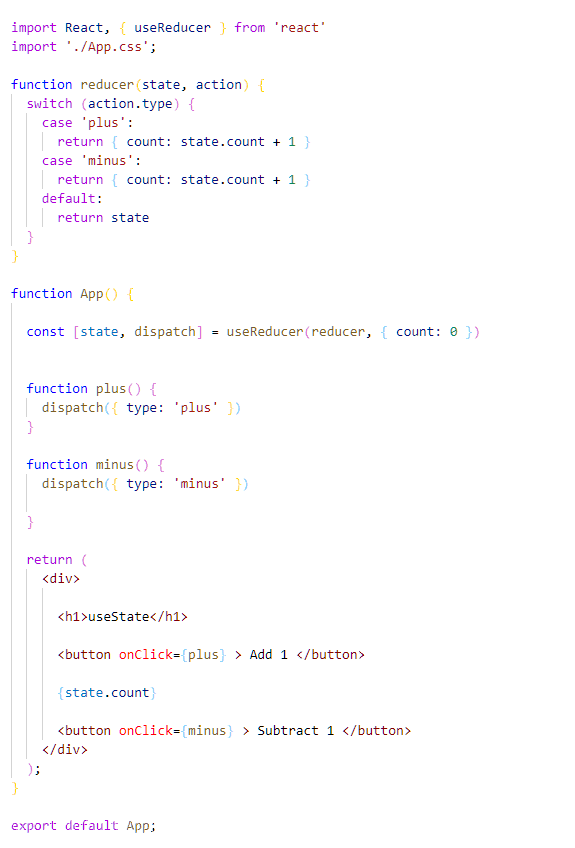 import React, { useReducer } from 'react'
import './App.css';
function reducer(state, action) {
switch (action.type) {
case 'plus':
return { count: state.count + 1 }
case 'minus':
return { count: state.count + 1 }
default:
return state
}
}
function App() {
const [state, dispatch] = useReducer(reducer, { count: 0 })
function plus() {
dispatch({ type: 'plus' })
}
function minus() {
dispatch({ type: 'minus' })
}
return (
<div>
<h1>useState</h1>
<button onClick={plus} > Add 1 </button>
{state.count}
<button onClick={minus} > Subtract 1 </button>
</div>
);
}
export default App;